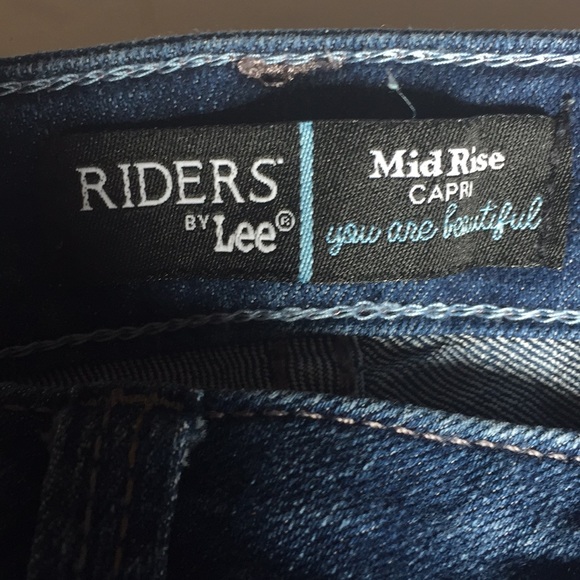 RIDERS
BY Lee®
Mid Rise
CAPRI
you are beautiful